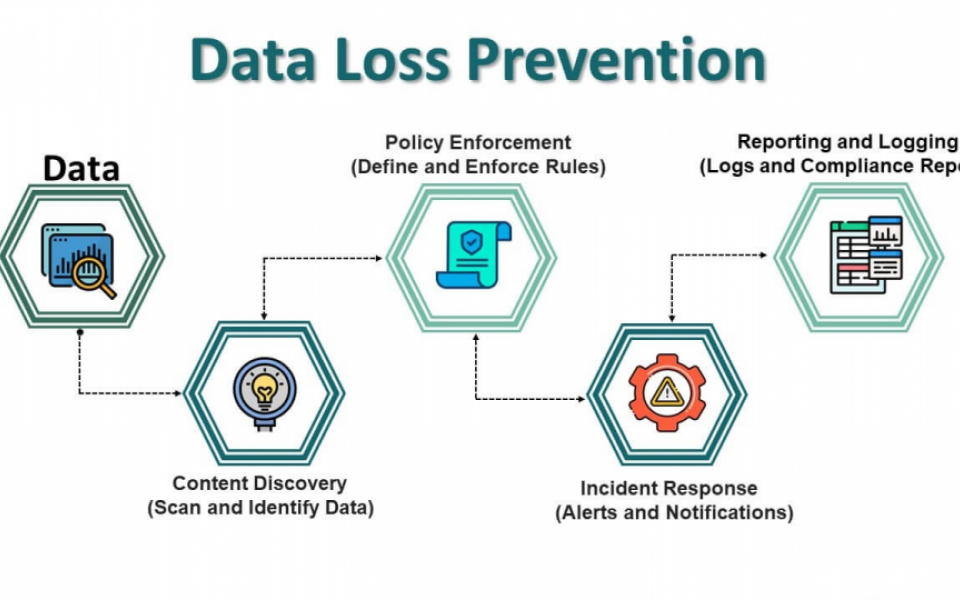 Data Loss Prevention
Data
Policy Enforcement
(Define and Enforce Rules)
Reporting and Logging
(Logs and Compliance Repo
Content Discovery
(Scan and Identify Data)
Incident Response
(Alerts and Notifications)